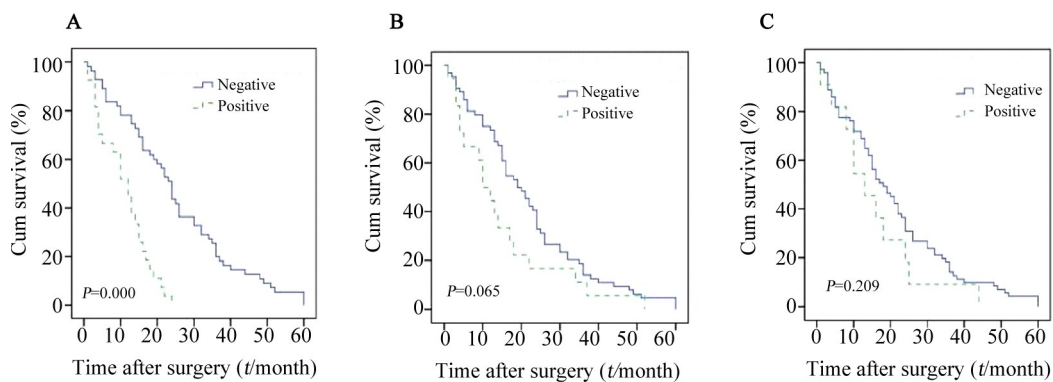 A
100
80
60
40
20
0
Cum survival (%)
Negative
Positive
P=0.000
0 10 20 30 40 50 60
Time after surgery (t/month)
B
100
80
60
40
20
0
Cum survival (%)
Negative
Positive
P=0.065
0 10 20 30 40 50 60
Time after surgery (t/month)
C
100
80
60
40
20
0
Cum survival (%)
Negative
Positive
P=0.209
0 10 20 30 40 50 60
Time after surgery (t/month)